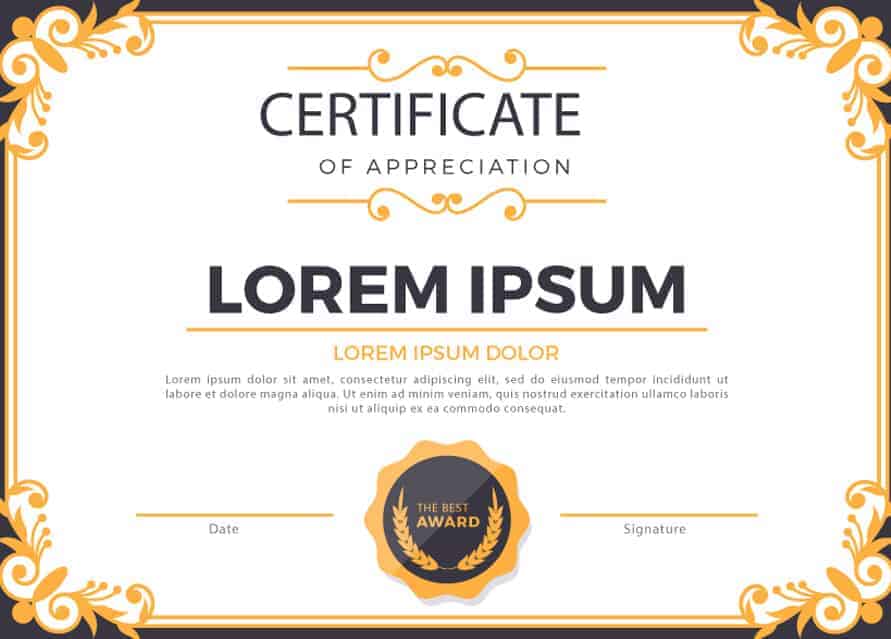 CERTIFICATE
OF APPRECIATION
LOREM IPSUM
LOREM IPSUM DOLOR
Lorem ipsum dolor sit amet, consectetur adipiscing elit, sed do eiusmod tempor incididunt ut
labore et dolore magna aliqua. Ut enim ad minim veniam, quis nostrud exercitation ullamco laboris
nisi ut aliquip ex ea commodo consequat.
THE BEST
AWARD
Date
Signature